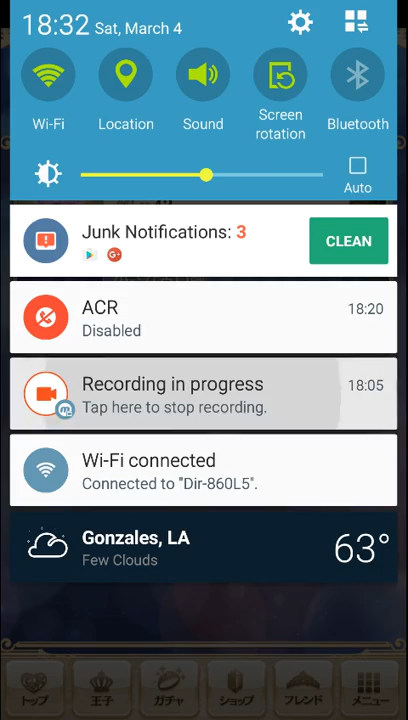 18:32 Sat, March 4
Wi-Fi
Location
Sound
Screen rotation
Bluetooth
Auto
Junk Notifications: 3
CLEAN
ACR
18:20
Disabled
Recording in progress
18:05
Tap here to stop recording.
Wi-Fi connected
Connected to "Dir-860L5".
Gonzales, LA
63°
Few Clouds
トップ
王子
ガチャ
ショップ
フレンド
メニュー